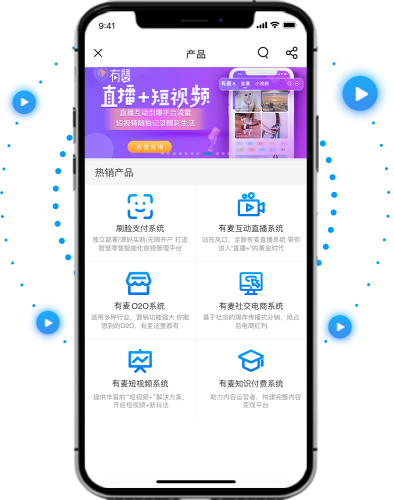 9:41
产品
有麦
直播+短视频
直播互动引爆平台流量
短视频随拍记录精彩生活
点击咨询
有麦
直播
小视频
热销产品
刷脸支付系统
独立部署/源码买断/无限开户 打造
智慧零售智能化收银管理平台
有麦互动直播系统
站在风口，全新有麦直播系统 带你
进入“直播+”的黄金时代
有麦O2O系统
适用多种行业，营销功能强大 你能
想到的O2O，有麦这里都有
有麦社交电商系统
基于社交的爆炸传播式分销，抢占
后电商红利
有麦短视频系统
提供丰富的“短视频+”解决方案，
开启短视频+新玩法
有麦知识付费系统
助力内容运营者，构建完整内容
变现平台